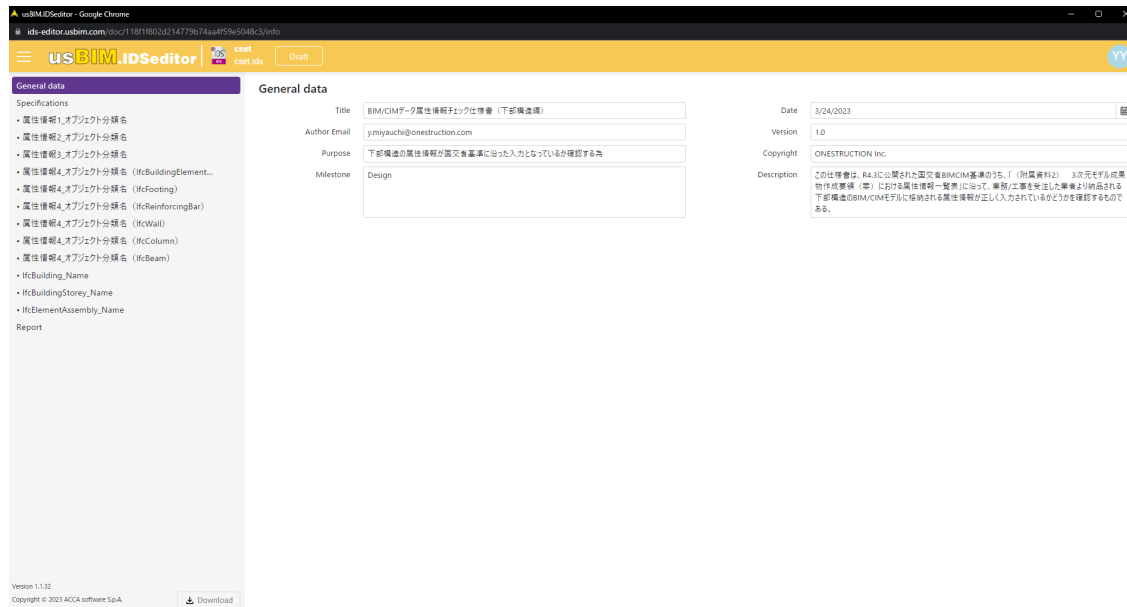 usBIM.IDSeditor - Google Chrome
ids-editor.usbim.com/doc/118f1f802d214779b74aa4f59e5048c3/info
usBIM.IDSeditor
IDS
cset
cset.ids
Draft
YY
General data
Specifications
• 属性情報1_オブジェクト分類名
• 属性情報2_オブジェクト分類名
• 属性情報3_オブジェクト分類名
• 属性情報4_オブジェクト分類名（IfcBuildingElement...
• 属性情報4_オブジェクト分類名（IfcFooting）
• 属性情報4_オブジェクト分類名（IfcReinforcingBar）
• 属性情報4_オブジェクト分類名（IfcWall）
• 属性情報4_オブジェクト分類名（IfcColumn）
• 属性情報4_オブジェクト分類名（IfcBeam）
• IfcBuilding_Name
• IfcBuildingStorey_Name
• IfcElementAssembly_Name
Report
Version 1.1.32
Copyright © 2023 ACCA software S.p.A.
Download
General data
Title BIM/CIMデータ属性情報チェック仕様書（下部構造編）
Author Email y.miyauchi@onestruction.com
Purpose 下部構造の属性情報が国交省基準に沿った入力となっているか確認する為
Milestone Design
Date 3/24/2023
Version 1.0
Copyright ONESTRUCTION Inc.
Description この仕様書は、R4.3に公開された国交省BIMCIM基準のうち、「（附属資料2）　3次元モデル成果
物作成要領（案）における属性情報一覧表」に沿って、業務/工事を受注した業者より納品される
下部構造のBIM/CIMモデルに格納される属性情報が正しく入力されているかどうかを確認するもので
ある。